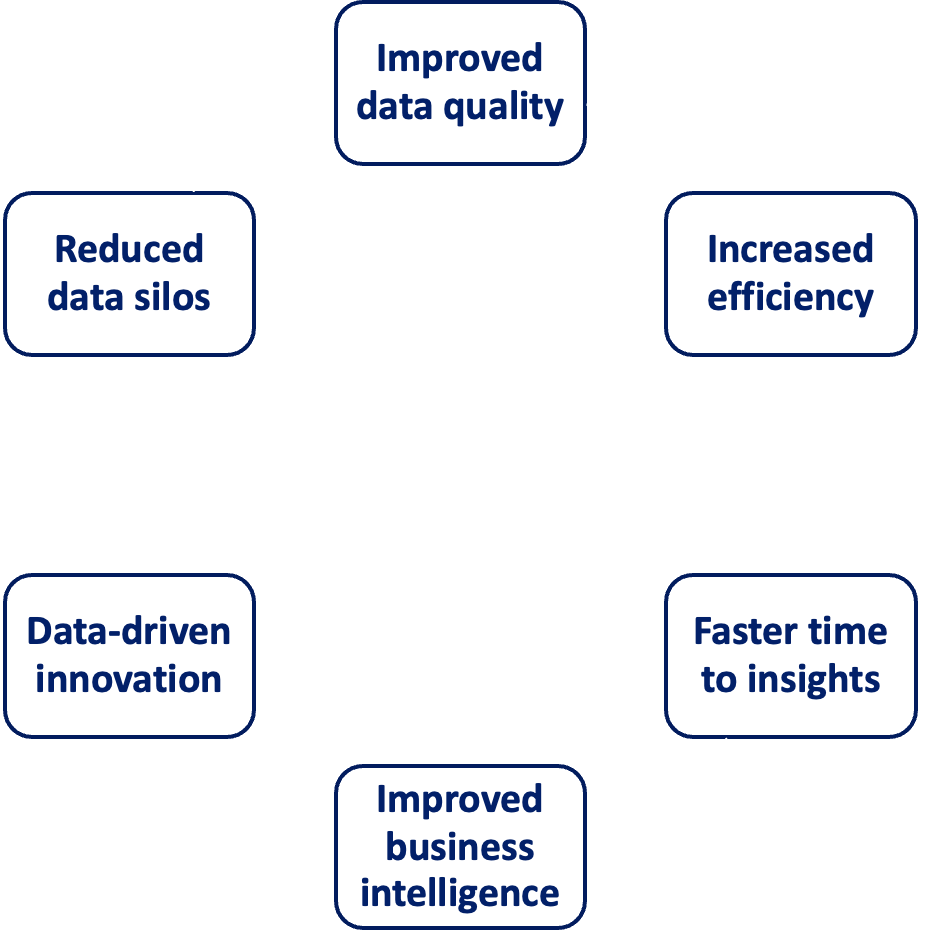 Improved
data quality
Reduced
data silos
Increased
efficiency
Data-driven
innovation
Faster time
to insights
Improved
business
intelligence